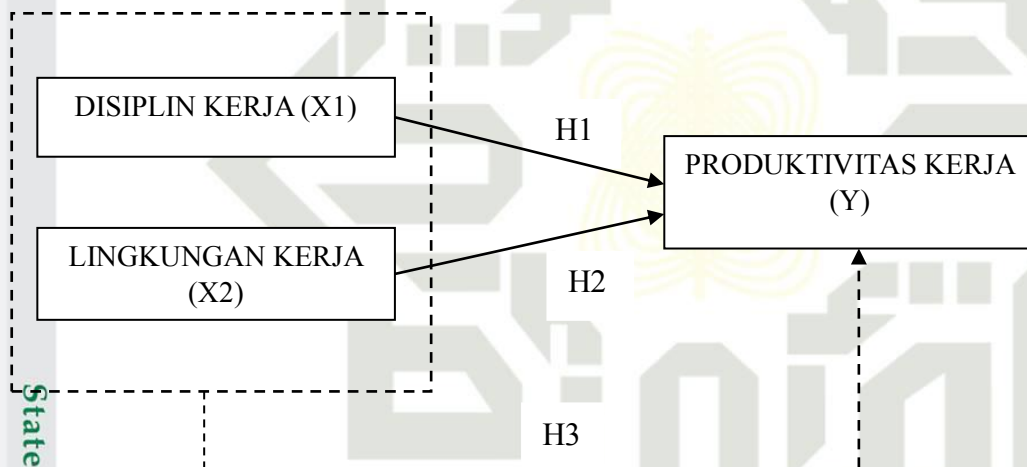 DISIPLIN KERJA (X1)
H1
PRODUKTIVITAS KERJA
(Y)
LINGKUNGAN KERJA
(X2)
H2
State
H3